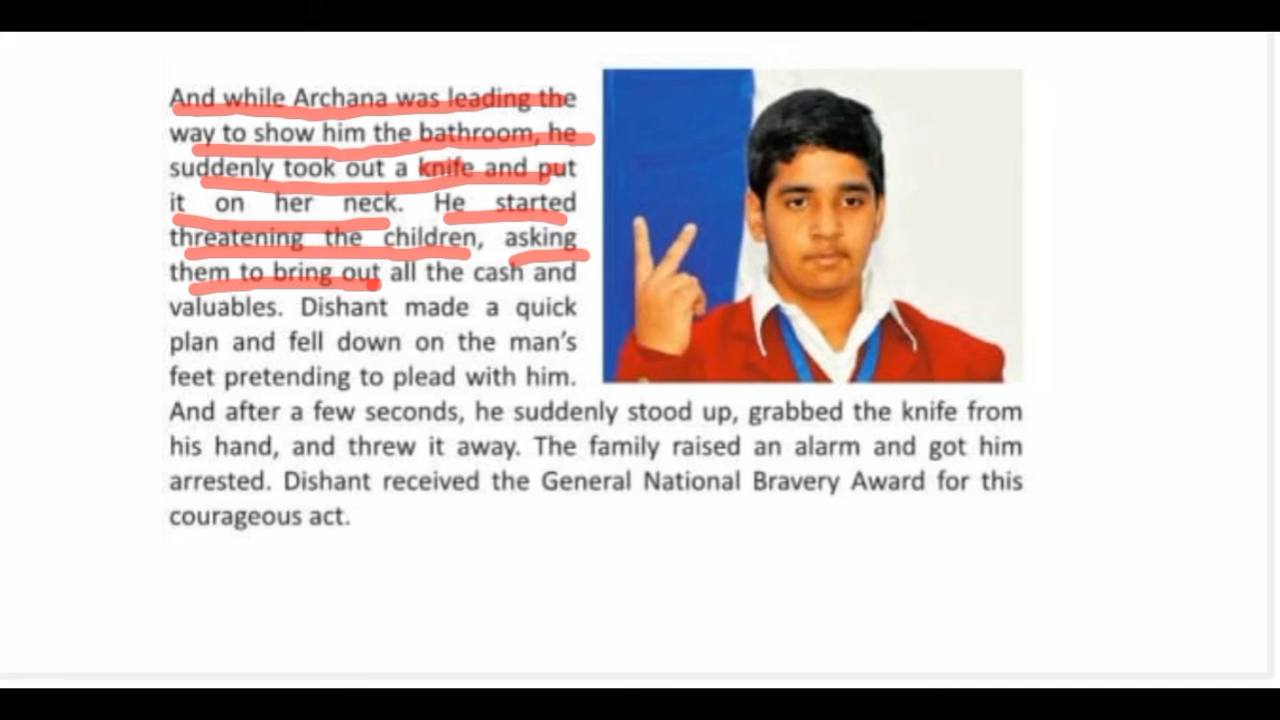 And while Archana was leading the
way to show him the bathroom, he
suddenly took out a knife and put
it on her neck. He started
threatening the children, asking
them to bring out all the cash and
valuables. Dishant made a quick
plan and fell down on the man's
feet pretending to plead with him.
And after a few seconds, he suddenly stood up, grabbed the knife from
his hand, and threw it away. The family raised an alarm and got him
arrested. Dishant received the General National Bravery Award for this
courageous act.